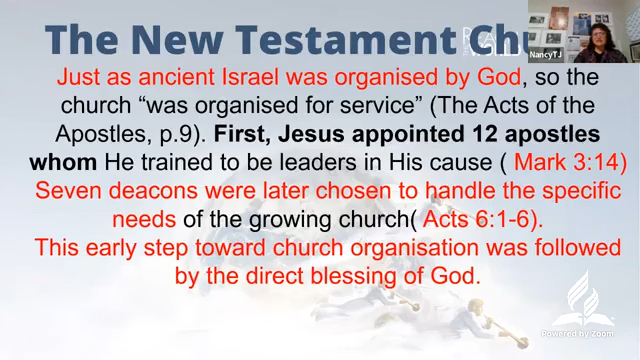 The New Testament Chu
NancyTJ
Just as ancient Israel was organised by God, so the
church “was organised for service” (The Acts of the
Apostles, p.9). First, Jesus appointed 12 apostles
whom He trained to be leaders in His cause ( Mark 3:14)
Seven deacons were later chosen to handle the specific
needs of the growing church( Acts 6:1-6).
This early step toward church organisation was followed
by the direct blessing of God.
Powered by Zoom